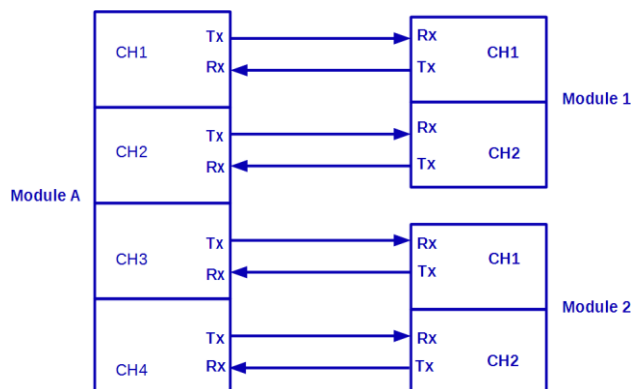 Module A
CH1
Tx
Rx
CH2
Tx
Rx
CH3
Tx
Rx
CH4
Tx
Rx
Rx
Tx
CH1
Rx
Tx
CH2
Module 1
Rx
Tx
CH1
Rx
Tx
CH2
Module 2